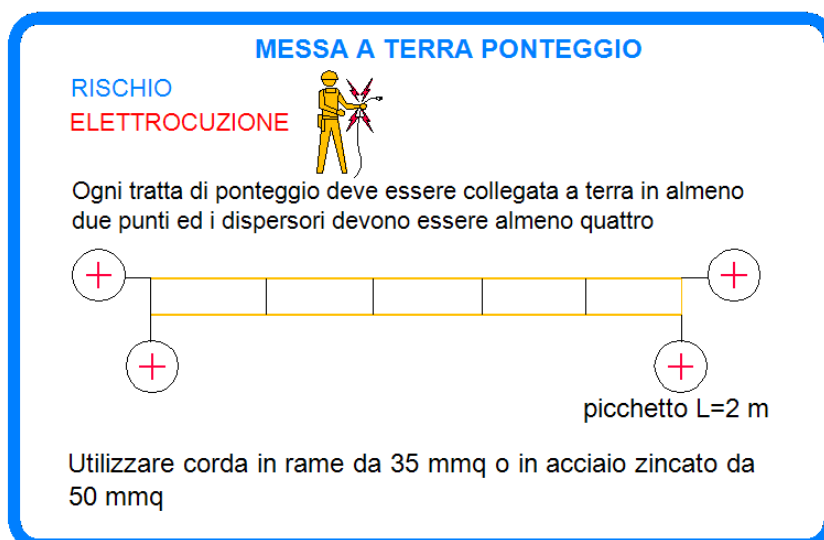 MESSA A TERRA PONTEGGIO
RISCHIO
ELETTROCUZIONE
Ogni tratta di ponteggio deve essere collegata a terra in almeno
due punti ed i dispersori devono essere almeno quattro
picchetto L=2 m
Utilizzare corda in rame da 35 mmq o in acciaio zincato da
50 mmq